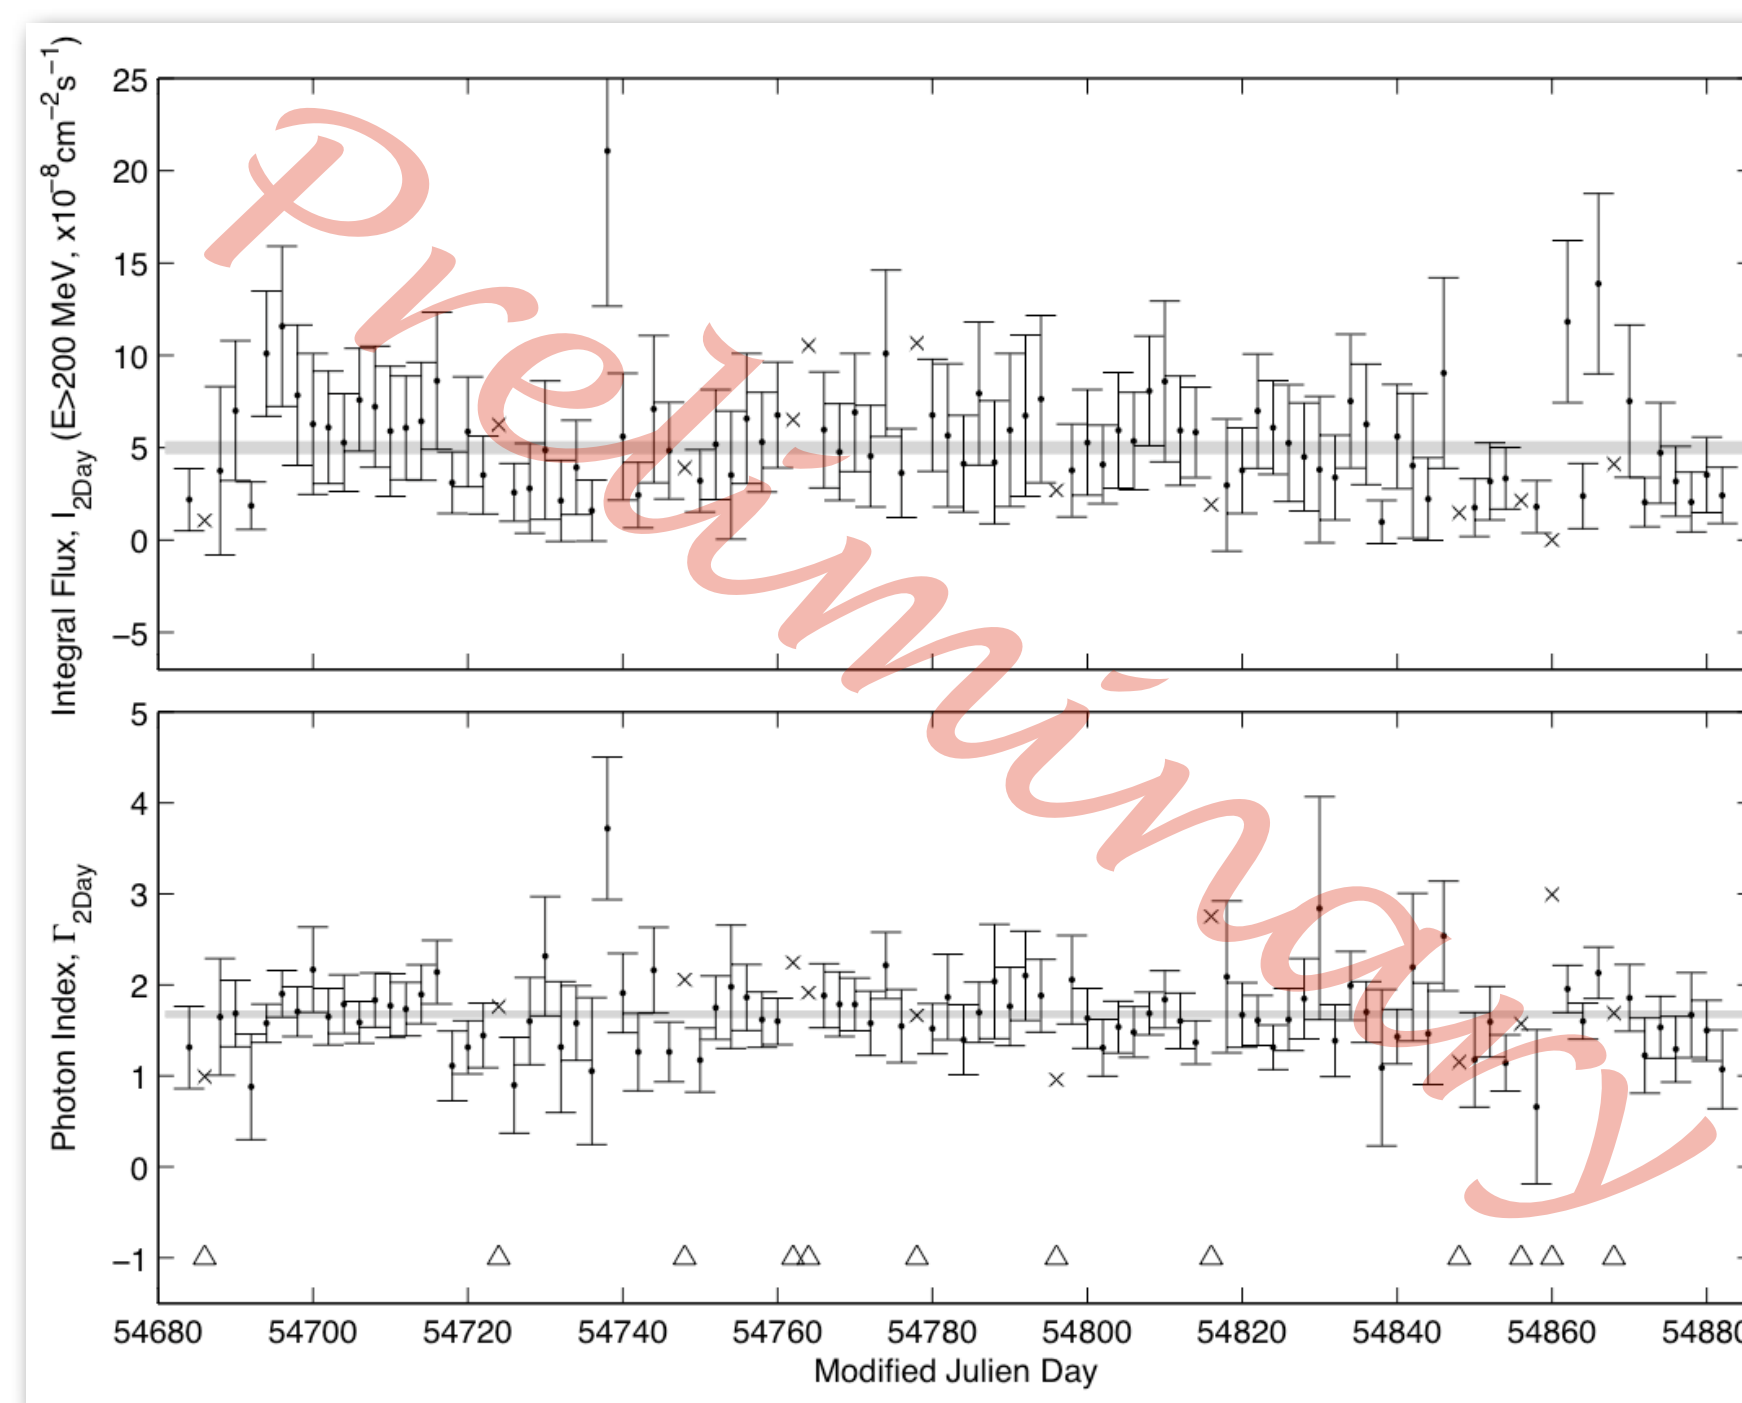 Integral Flux, I2Day (E>200 MeV, x10−8cm−2s−1)
25
20
15
10
5
0
−5
Photon Index, Γ2Day
5
4
3
2
1
0
−1
54680 54700 54720 54740 54760 54780 54800 54820 54840 54860 5488
Modified Julien Day
Preliminary